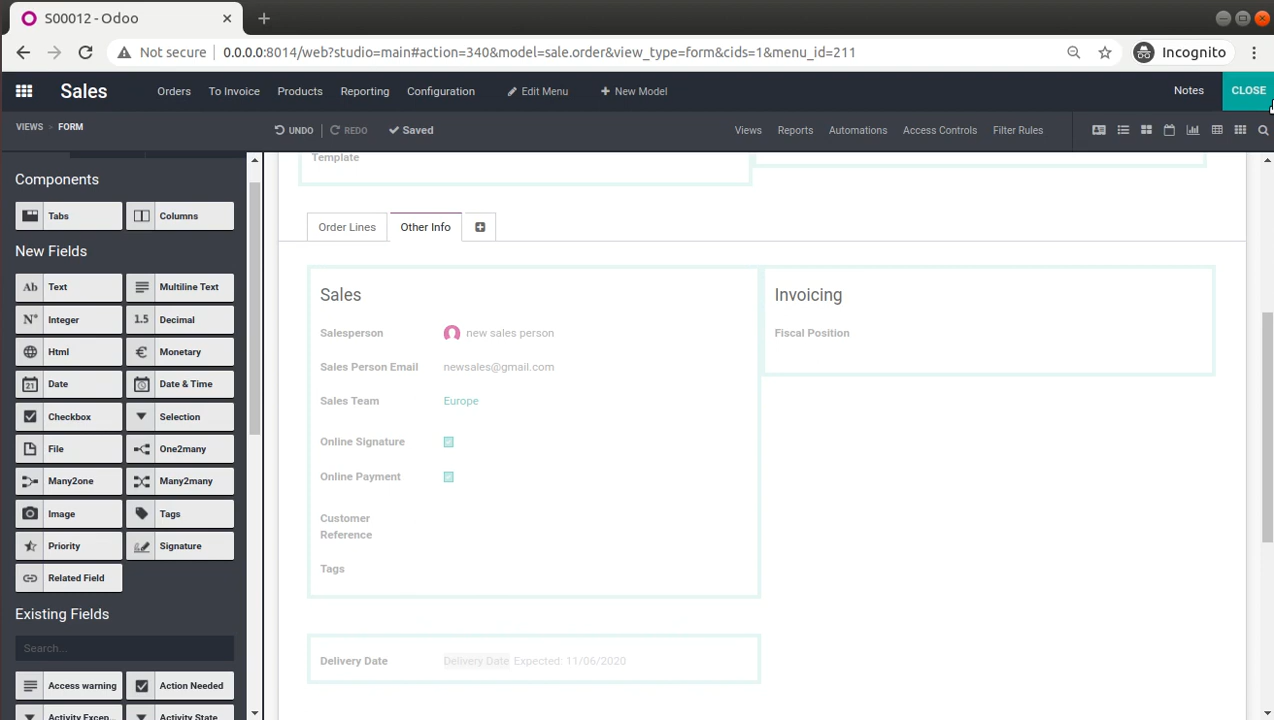 S00012 - Odoo
Not secure 0.0.0.0:8014/web?studio=main#action=340&model=sale.order&view_type=form&cids=1&menu_id=211 Incognito
Sales Orders To Invoice Products Reporting Configuration Edit Menu New Model Notes CLOSE
VIEWS > FORM UNDO REDO Saved Views Reports Automations Access Controls Filter Rules
Components
Tabs Columns
New Fields
Ab Text Multiline Text
N° Integer 1.5 Decimal
Html € Monetary
21 Date Date & Time
Checkbox Selection
File One2many
Many2one Many2many
Image Tags
Priority Signature
Related Field
Existing Fields
Search...
Access warning Action Needed
Activity Excep... Activity State
Template
Order Lines Other Info
Sales
Salesperson new sales person
Sales Person Email newsales@gmail.com
Sales Team Europe
Online Signature
Online Payment
Customer
Reference
Tags
Invoicing
Fiscal Position
Delivery Date Delivery Date Expected: 11/06/2020